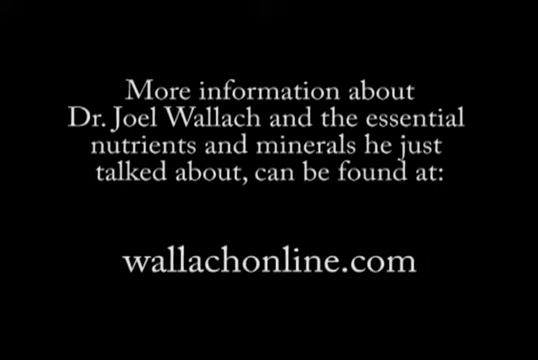 More information about
Dr. Joel Wallach and the essential
nutrients and minerals he just
talked about, can be found at:
wallachonline.com